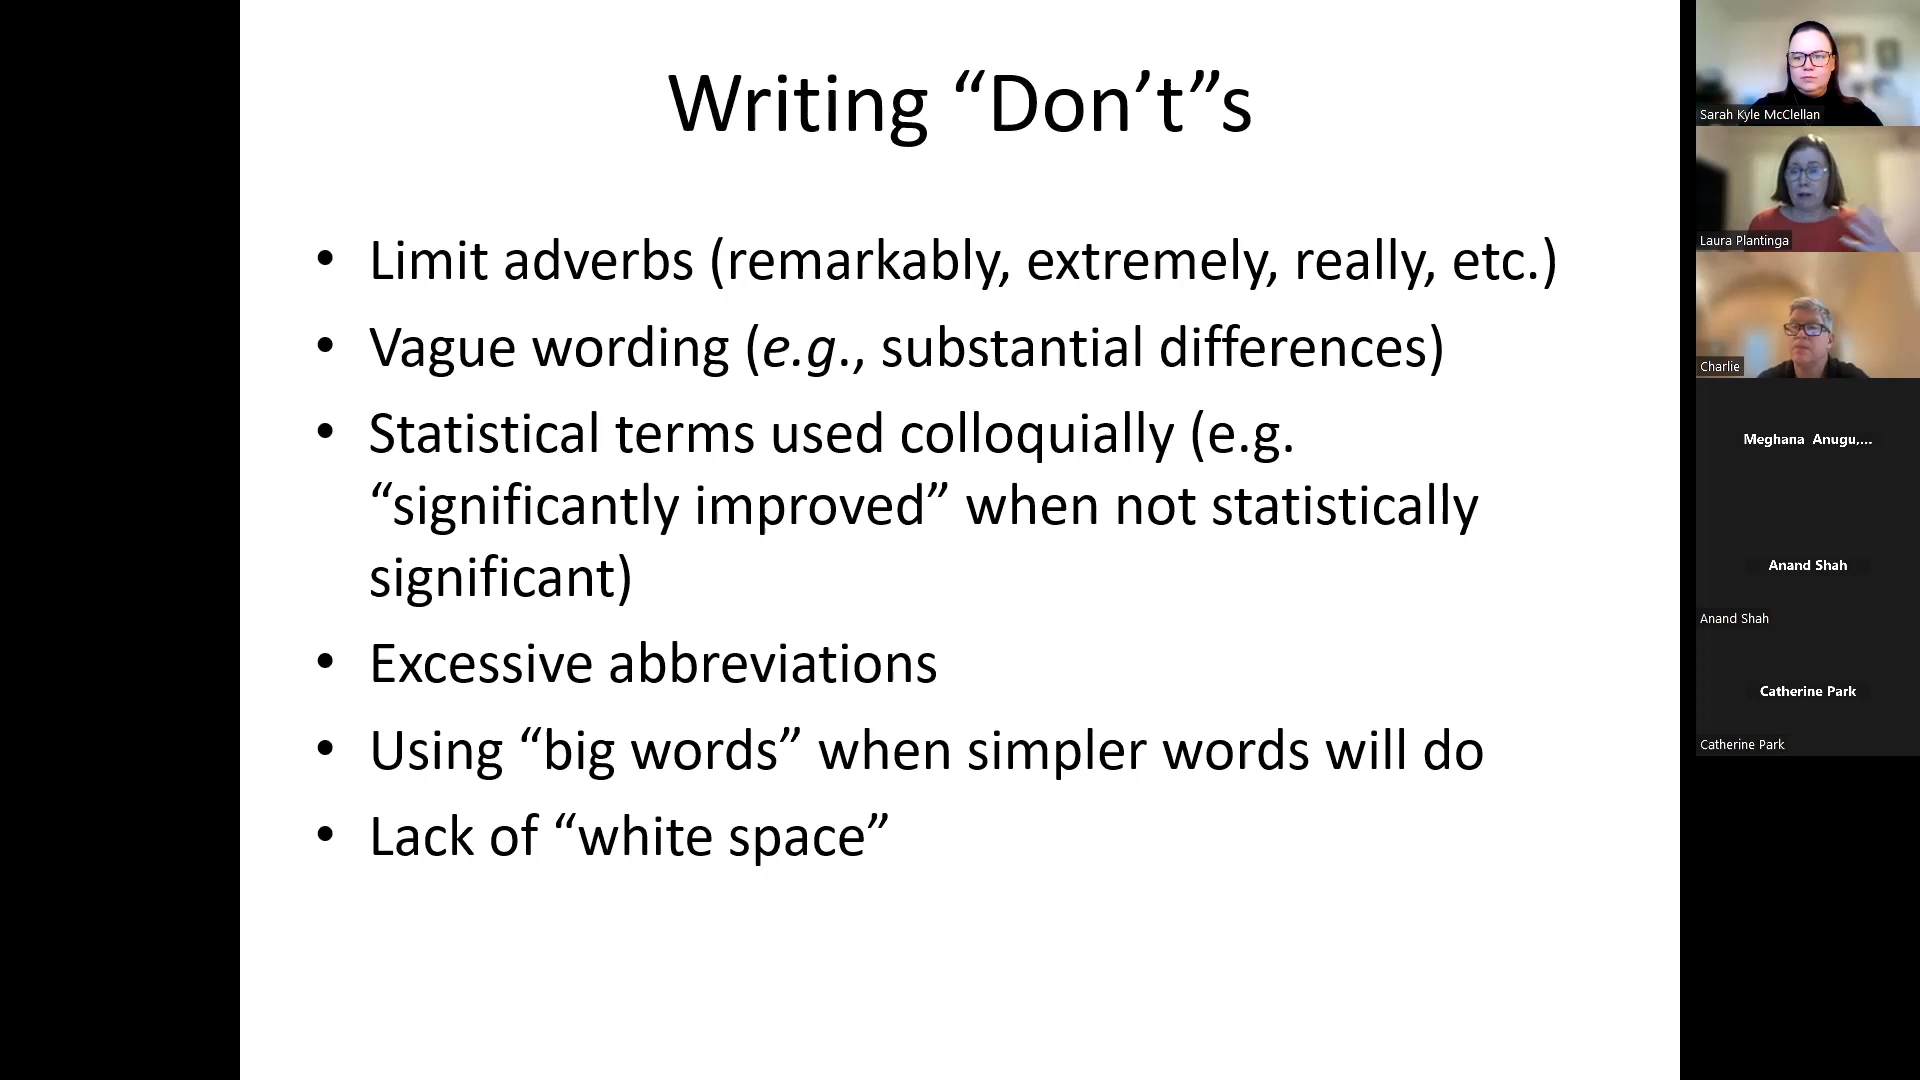 Writing “Don’t”s
• Limit adverbs (remarkably, extremely, really, etc.)
• Vague wording (e.g., substantial differences)
• Statistical terms used colloquially (e.g.
“significantly improved” when not statistically
significant)
• Excessive abbreviations
• Using “big words” when simpler words will do
• Lack of “white space”
Sarah Kyle McClellan
Laura Plantinga
Charlie
Meghana Anugu,...
Anand Shah
Anand Shah
Catherine Park
Catherine Park